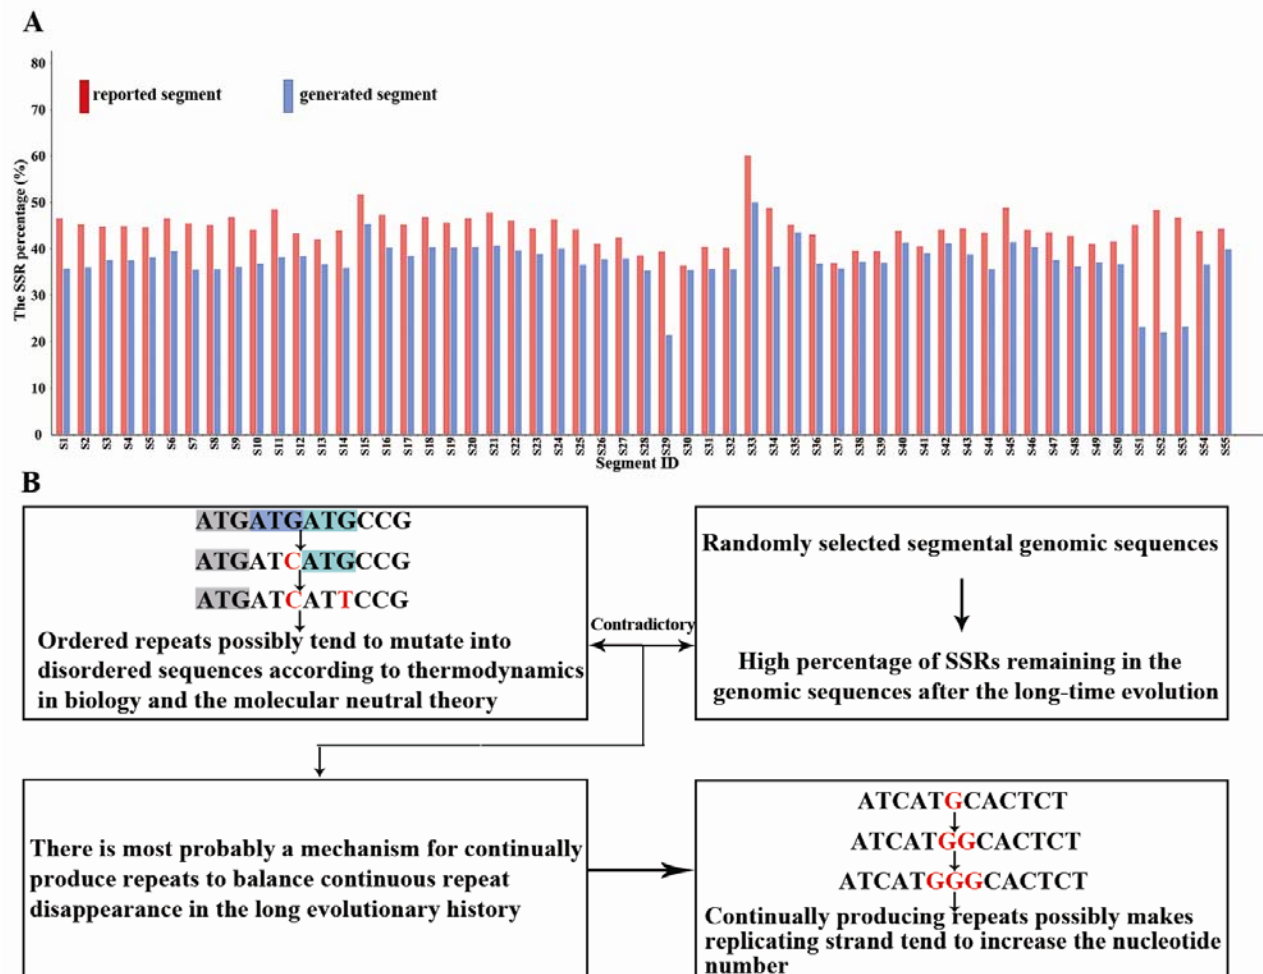 A
reported segment
generated segment
The SSR percentage (%)
80
70
60
50
40
30
20
10
0
S1 S2 S3 S4 S5 S6 S7 S8 S9 S10 S11 S12 S13 S14 S15 S16 S17 S18 S19 S20 S21 S22 S23 S24 S25 S26 S27 S28 S29 S30 S31 S32 S33 S34 S35 S36 S37 S38 S39 S40 S41 S42 S43 S44 S45 S46 S47 S48 S49 S50 S51 S52 S53 S54 S55
Segment ID
B
ATGATGATGCCG
ATGATCATGCCG
ATGATCATTCCG
Ordered repeats possibly tend to mutate into
disordered sequences according to thermodynamics
in biology and the molecular neutral theory
Contradictory
Randomly selected segmental genomic sequences
High percentage of SSRs remaining in the
genomic sequences after the long-time evolution
There is most probably a mechanism for continually
produce repeats to balance continuous repeat
disappearance in the long evolutionary history
ATCATGCACTCT
ATCATGGCACTCT
ATCATGGGCACTCT
Continually producing repeats possibly makes
replicating strand tend to increase the nucleotide
number